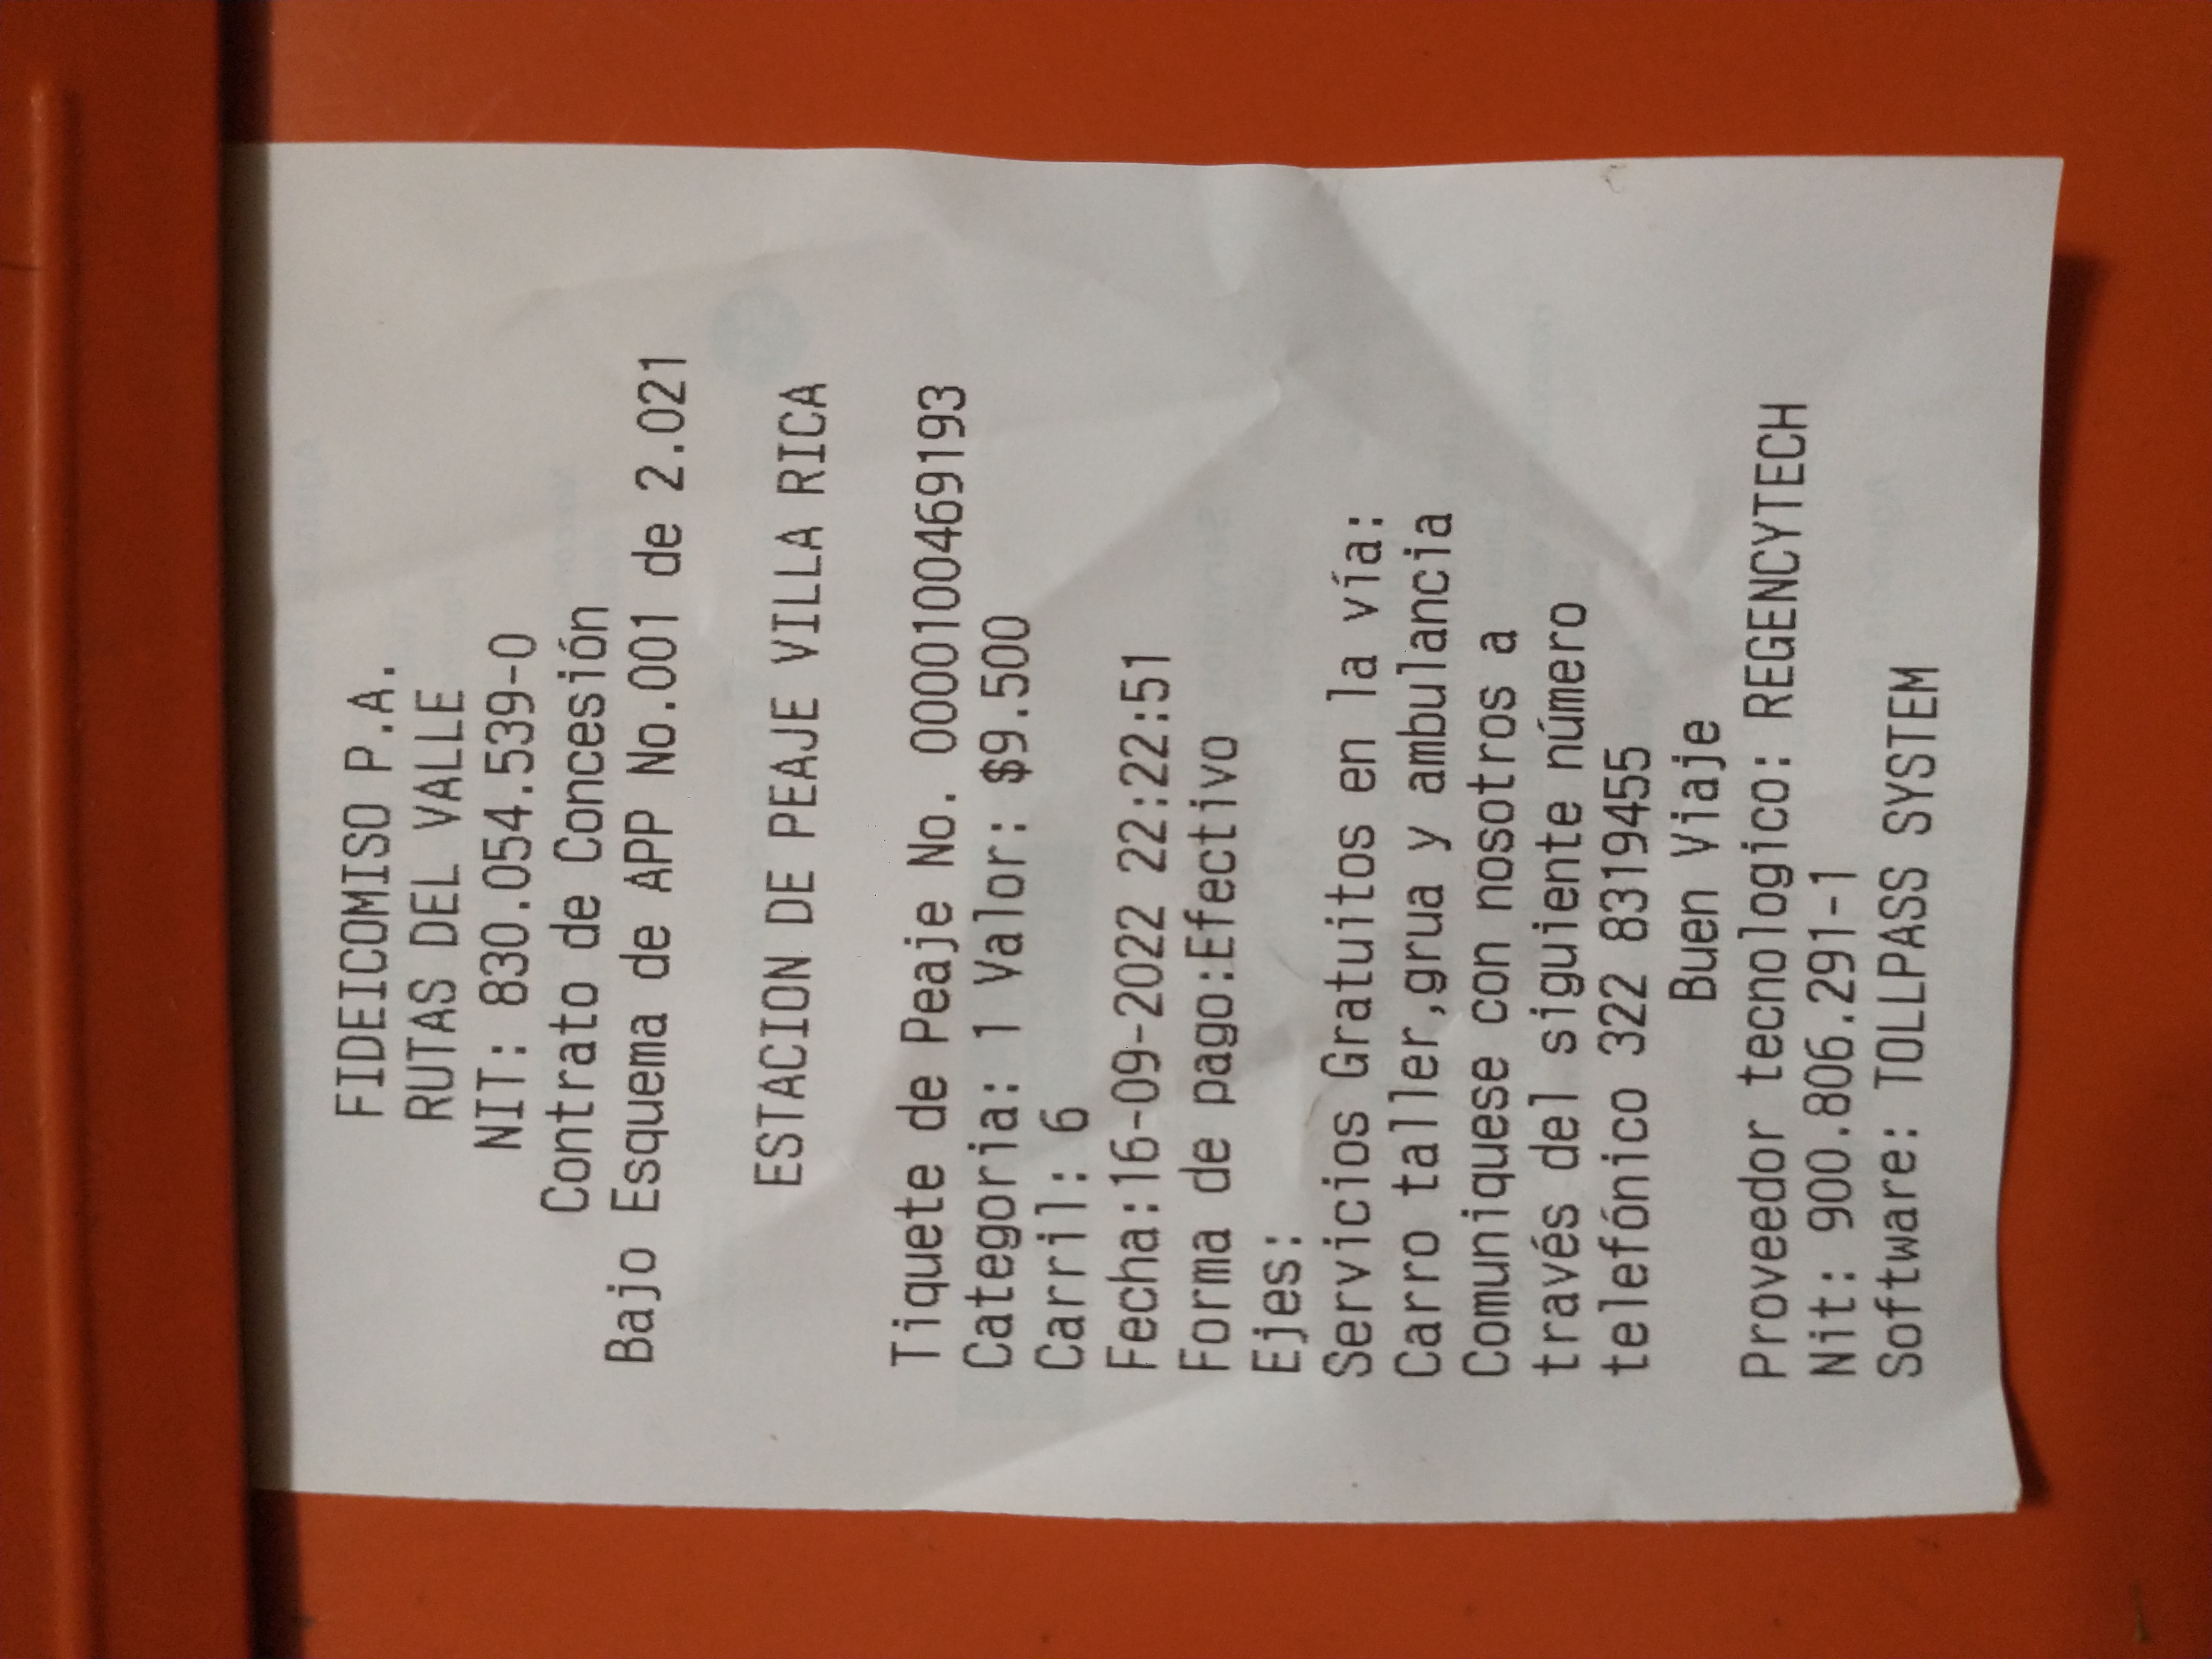 FIDEICOMISO P.A.
RUTAS DEL VALLE
NIT: 830.054.539-0
Contrato de Concesión
Bajo Esquema de APP No.001 de 2.021
ESTACION DE PEAJE VILLA RICA
Tiquete de Peaje No. 0000100469193
Categoria: 1 Valor: $9.500
Carril: 6
Fecha:16-09-2022 22:22:51
Forma de pago:Efectivo
Ejes:
Servicios Gratuitos en la vía:
Carro taller,grua y ambulancia
Comuniquese con nosotros a
través del siguiente número
telefónico 322 8319455
Buen Viaje
Proveedor tecnologico: REGENCYTECH
Nit: 900.806.291-1
Software: TOLLPASS SYSTEM